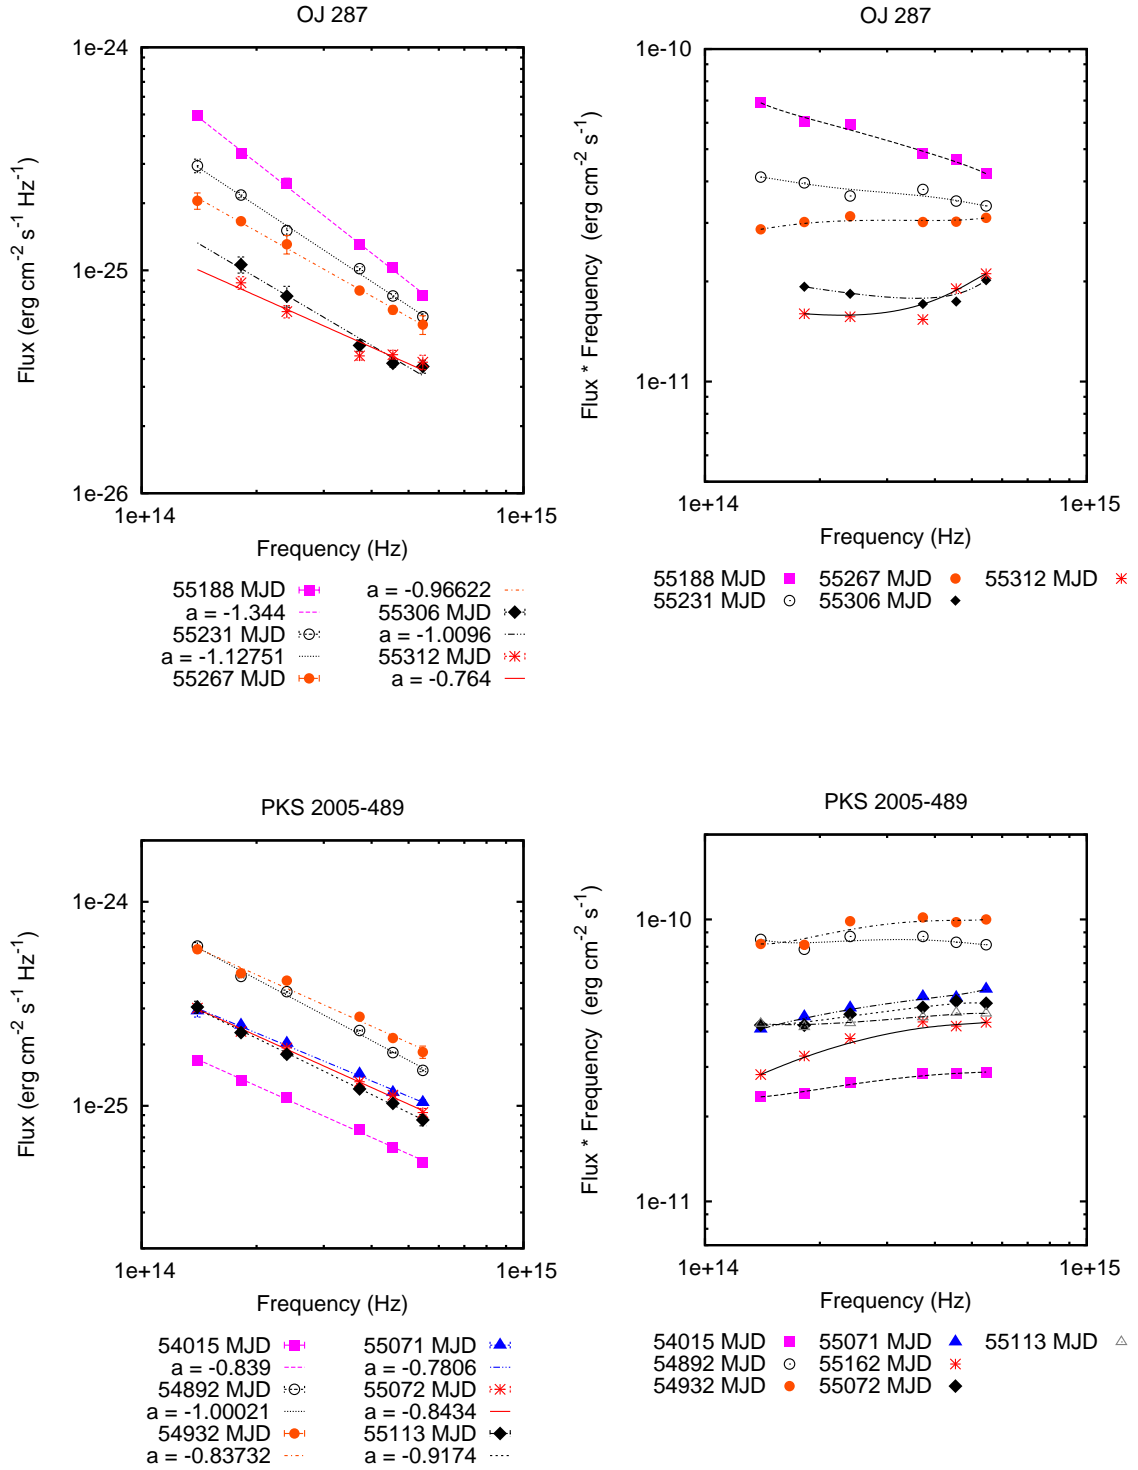 OJ 287
1e-24
1e-25
1e-26
1e+14
1e+15
Flux (erg cm-2 s-1 Hz-1)
Frequency (Hz)
55188 MJD
a = -1.344
55231 MJD
a = -1.12751
55267 MJD
a = -0.96622
55306 MJD
a = -1.0096
55312 MJD
a = -0.764
OJ 287
1e-10
1e-11
1e+14
1e+15
Flux * Frequency (erg cm-2 s-1)
Frequency (Hz)
55188 MJD
55231 MJD
55267 MJD
55306 MJD
55312 MJD
PKS 2005-489
1e-24
1e-25
1e+14
1e+15
Flux (erg cm-2 s-1 Hz-1)
Frequency (Hz)
54015 MJD
a = -0.839
54892 MJD
a = -1.00021
54932 MJD
a = -0.83732
55071 MJD
a = -0.7806
55072 MJD
a = -0.8434
55113 MJD
a = -0.9174
PKS 2005-489
1e-10
1e-11
1e+14
1e+15
Flux * Frequency (erg cm-2 s-1)
Frequency (Hz)
54015 MJD
54892 MJD
54932 MJD
55071 MJD
55162 MJD
55072 MJD
55113 MJD